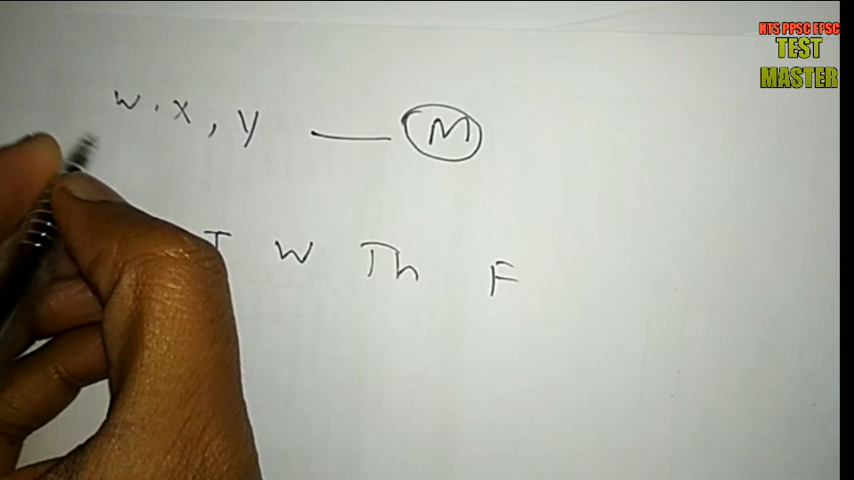 NTS PPSC FPSC
TEST
MASTER
W, X, Y — M
T W Th F